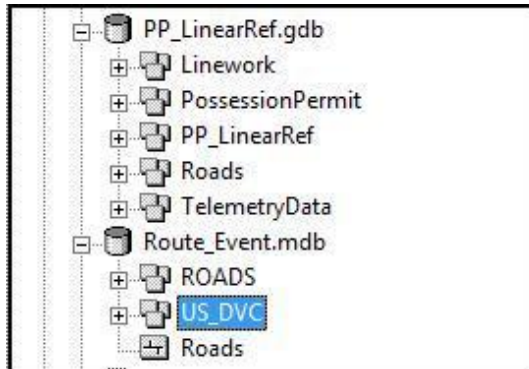 PP_LinearRef.gdb
Linework
PossessionPermit
PP_LinearRef
Roads
TelemetryData
Route_Event.mdb
ROADS
US_DVC
Roads